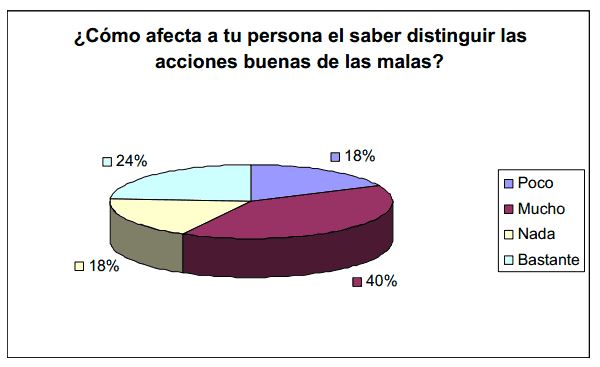 ¿Cómo afecta a tu persona el saber distinguir las
acciones buenas de las malas?
24%
18%
18%
40%
Poco
Mucho
Nada
Bastante